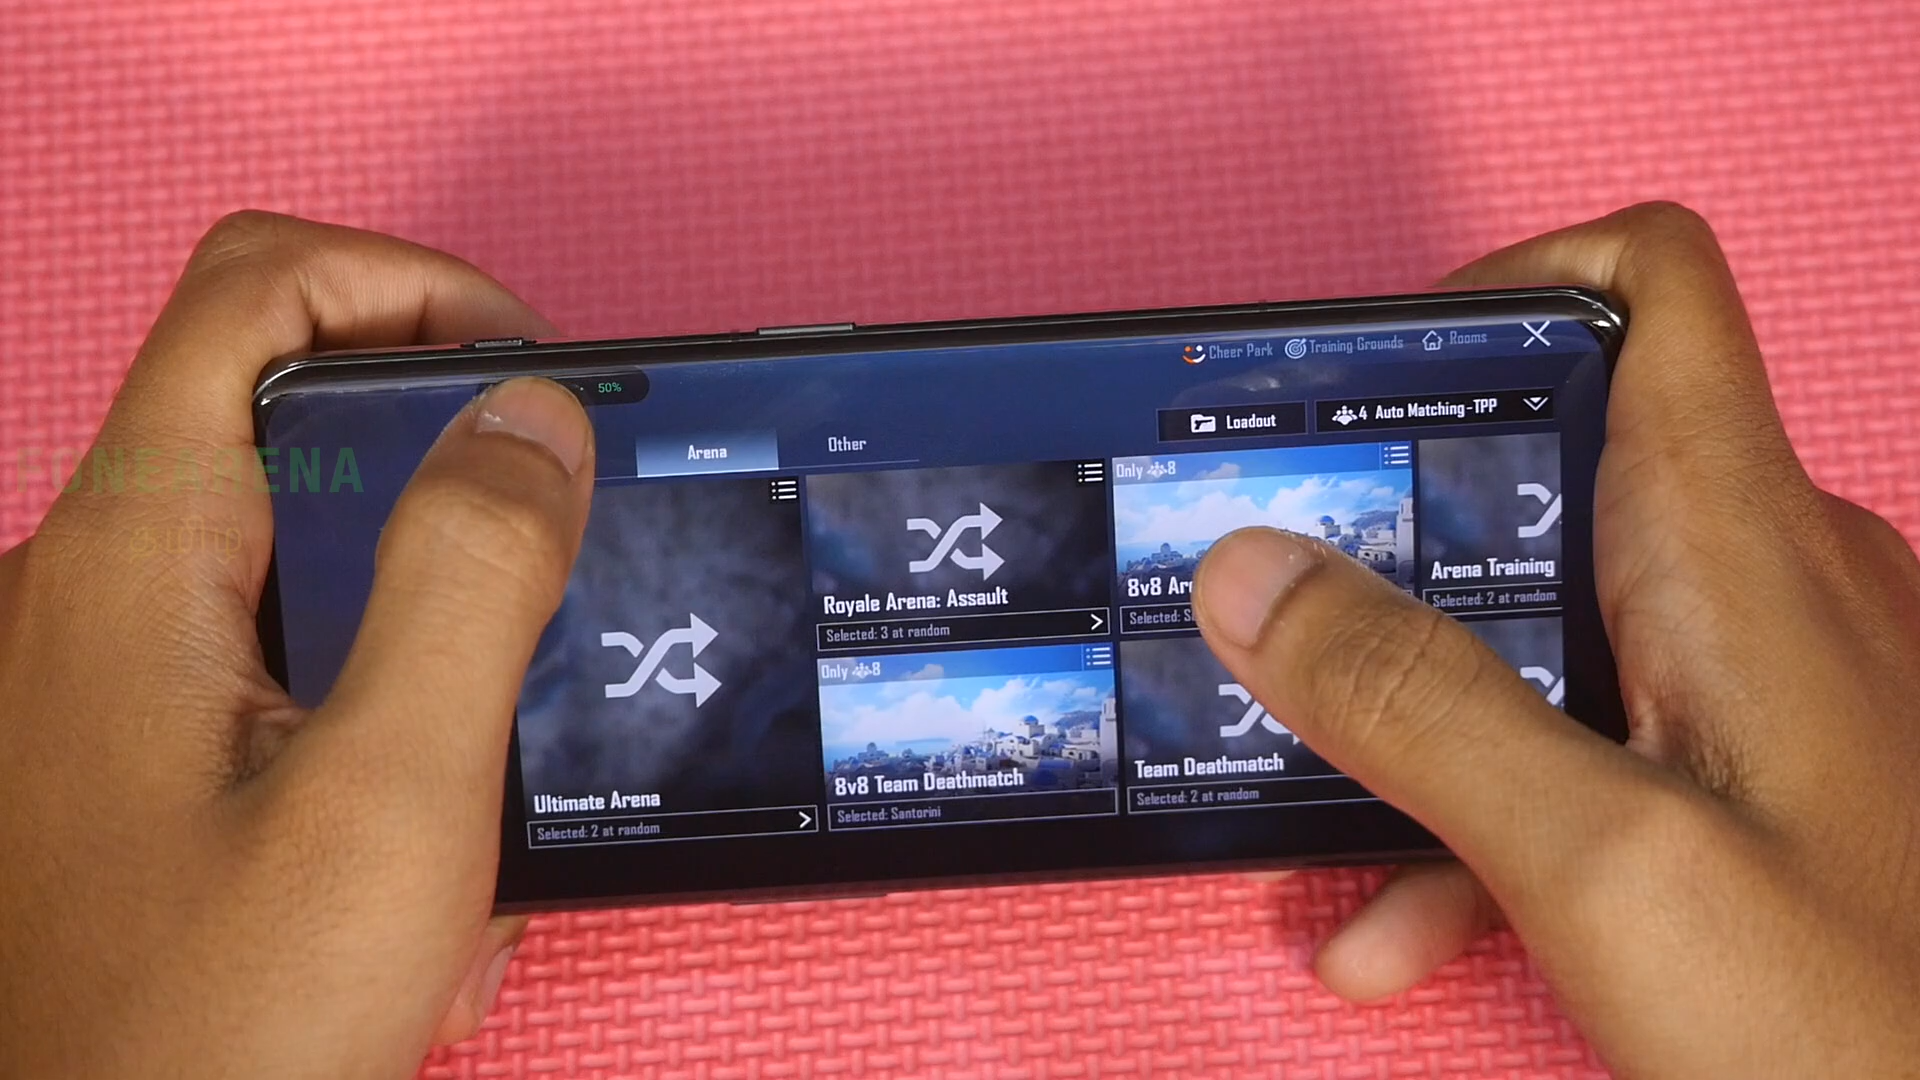 50%
Cheer Park
Training Grounds
Rooms
Arena
Other
Loadout
4 Auto Matching-TPP
Ultimate Arena
Selected: 2 at random
Royale Arena: Assault
Selected: 3 at random
Only 8
8v8 Team Deathmatch
Selected: Santorini
Only 8
8v8
Selected:
Team Deathmatch
Selected: 2 at random
Arena Training
Selected: 2 at random
FONEARENA
தமிழ்